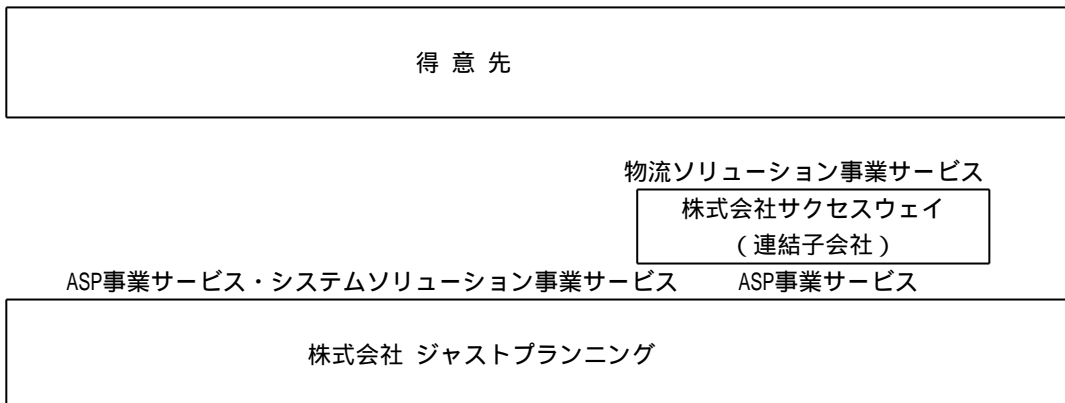 得 意 先
物流ソリューション事業サービス
株式会社サクセスウェイ
（連結子会社）
ASP事業サービス・システムソリューション事業サービス ASP事業サービス
株式会社 ジャストプランニング